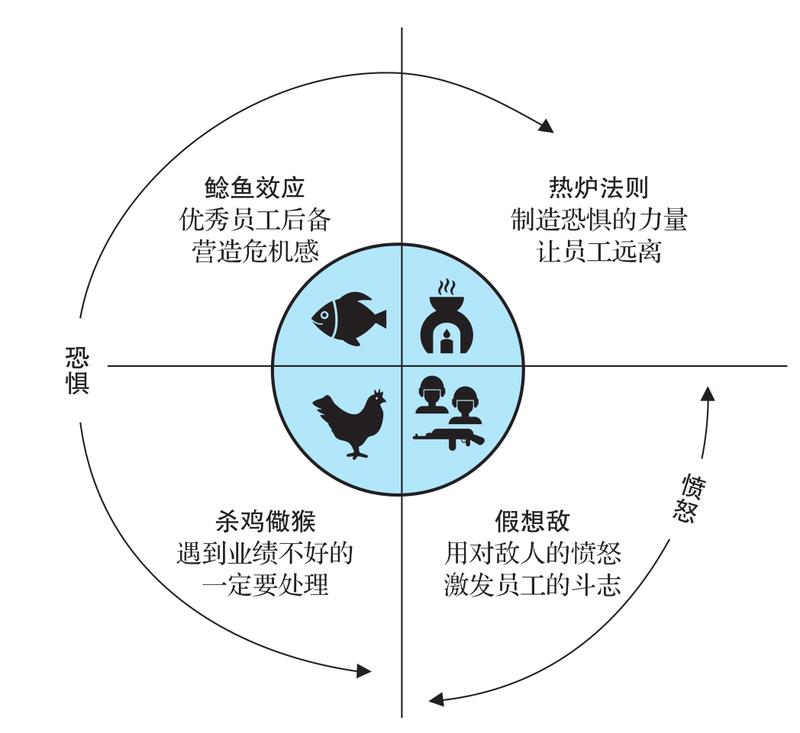 鲶鱼效应
优秀员工后备
营造危机感
热炉法则
制造恐惧的力量
让员工远离
恐惧
杀鸡儆猴
遇到业绩不好的
一定要处理
假想敌
用对敌人的愤怒
激发员工的斗志
愤怒